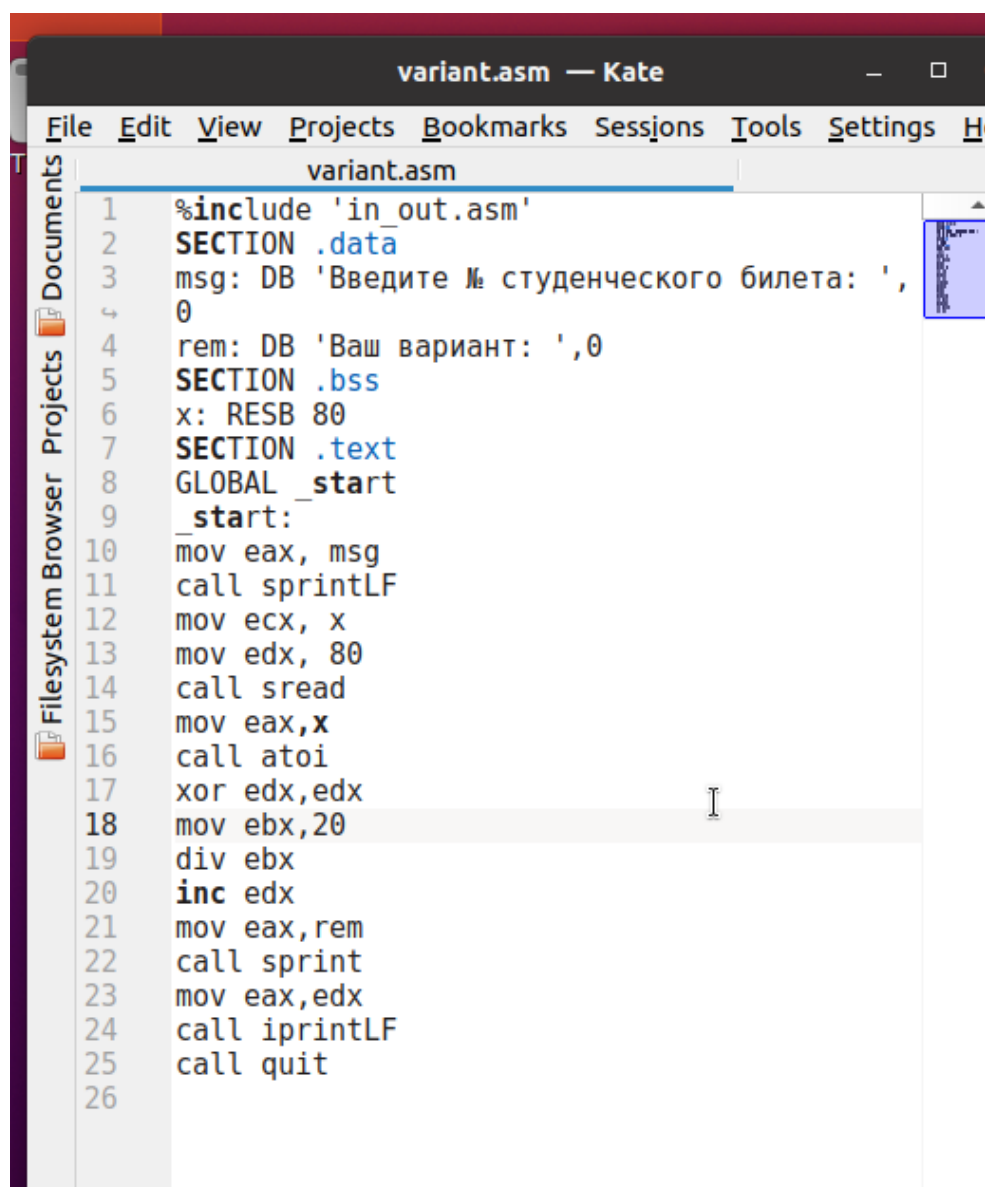 variant.asm — Kate
File Edit View Projects Bookmarks Sessions Tools Settings
T
variant.asm
Documents
Projects
Filesystem Browser
1 %include 'in_out.asm'
2 SECTION .data
3 msg: DB 'Введите № студенческого билета: ',
↪ 0
4 rem: DB 'Ваш вариант: ',0
5 SECTION .bss
6 x: RESB 80
7 SECTION .text
8 GLOBAL _start
9 _start:
10 mov eax, msg
11 call sprintLF
12 mov ecx, x
13 mov edx, 80
14 call sread
15 mov eax,x
16 call atoi
17 xor edx,edx
18 mov ebx,20
19 div ebx
20 inc edx
21 mov eax,rem
22 call sprint
23 mov eax,edx
24 call iprintLF
25 call quit
26